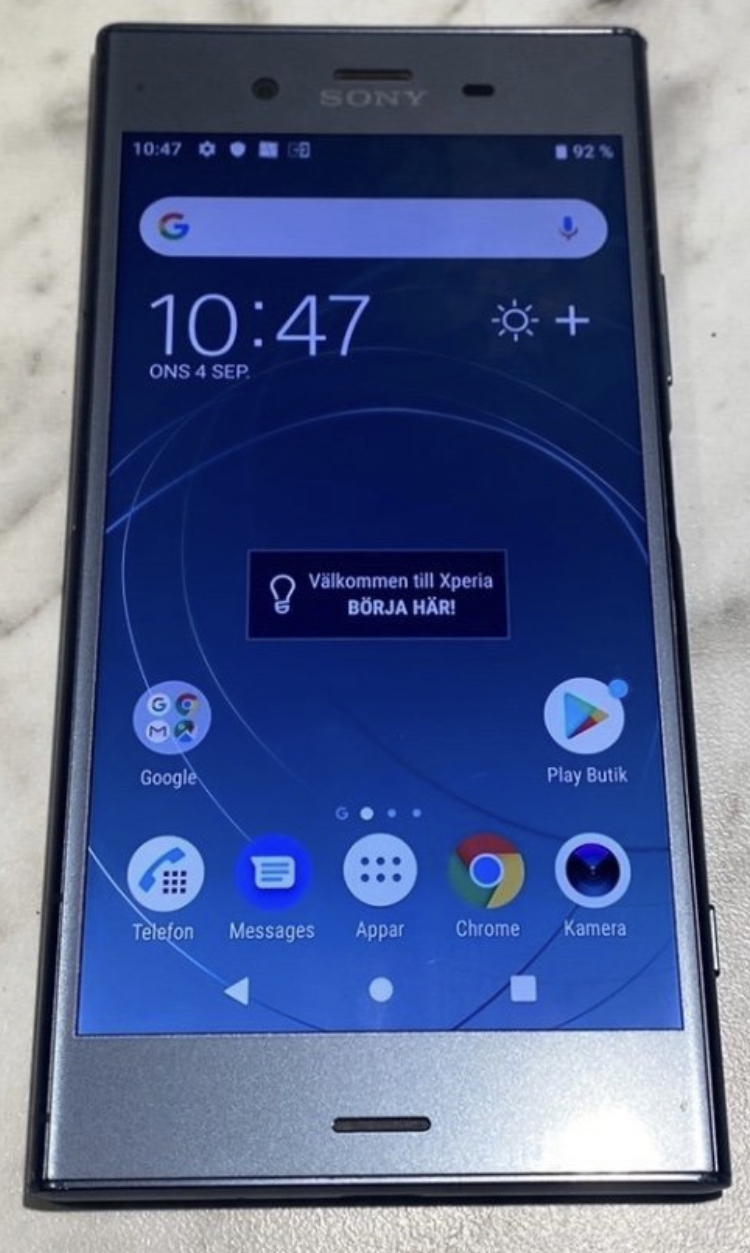 SONY
10:47 92 %
10:47
ONS 4 SEP.
Välkommen till Xperia
BÖRJA HÄR!
Google Play Butik
Telefon Messages Appar Chrome Kamera